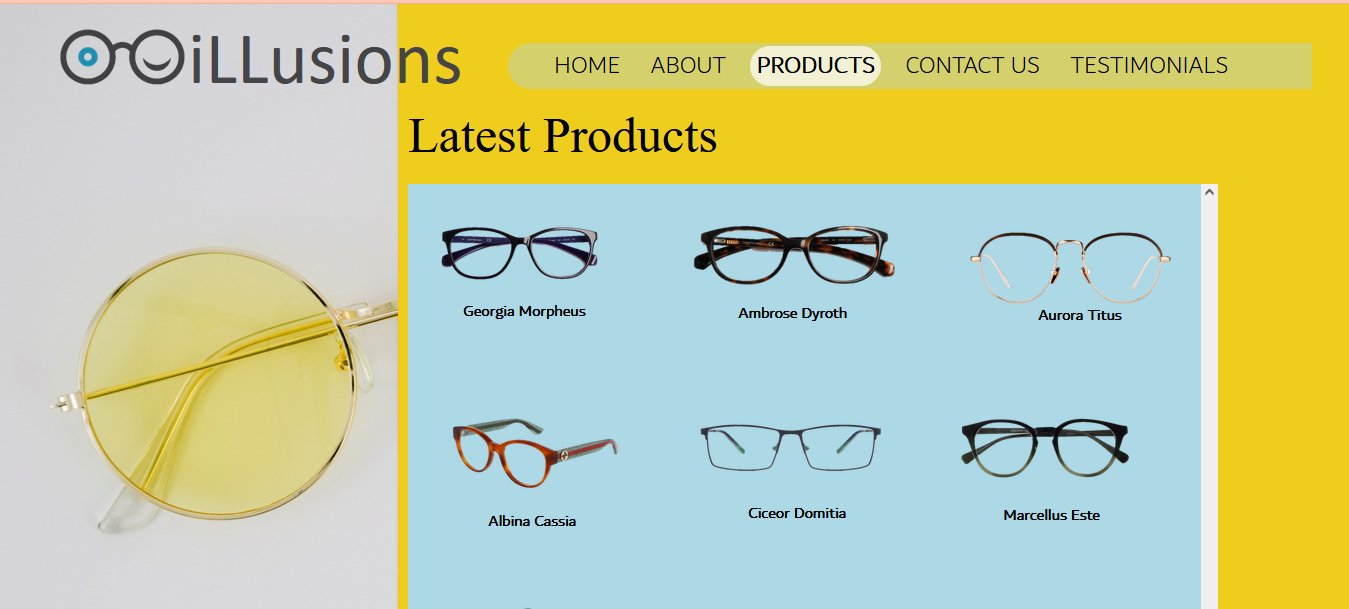 iLLusions
HOME ABOUT PRODUCTS CONTACT US TESTIMONIALS
Latest Products
Georgia Morpheus
Ambrose Dyroth
Aurora Titus
Albina Cassia
Ciceor Domitia
Marcellus Este